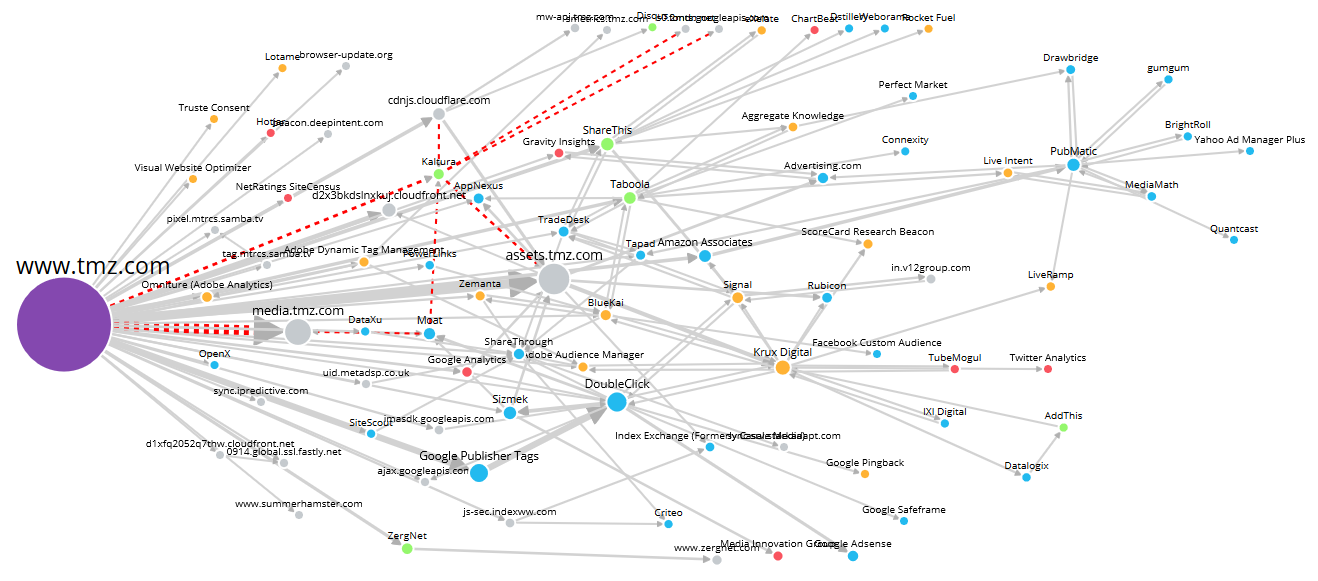 mw-api.tmz.com
smetrics.tmz.com
Disqus
eXelate
ChartBeat
Dstillery
Weborama
Rocket Fuel
Lotame
browser-update.org
Drawbridge
gumgum
cdnjs.cloudflare.com
Perfect Market
Truste Consent
Hotjar
beacon.deepintent.com
ShareThis
Aggregate Knowledge
BrightRoll
Gravity Insights
Connexity
Yahoo Ad Manager Plus
PubMatic
Kaltura
Live Intent
Visual Website Optimizer
Advertising.com
NetRatings SiteCensus
AppNexus
Taboola
MediaMath
d2x3bkdslnxkuj.cloudfront.net
pixel.mtrcs.samba.tv
TradeDesk
ScoreCard Research Beacon
Quantcast
tag.mtrcs.samba.tv
Adobe Dynamic Tag Management
PowerLinks
Tapad
Amazon Associates
www.tmz.com
assets.tmz.com
in.v12group.com
LiveRamp
Omniture (Adobe Analytics)
Zemanta
Signal
Rubicon
media.tmz.com
BlueKai
DataXu
Moat
ShareThrough
Facebook Custom Audience
OpenX
Google Analytics
Adobe Audience Manager
Krux Digital
TubeMogul
Twitter Analytics
uid.metadsp.co.uk
DoubleClick
sync.ipredictive.com
Sizmek
IXI Digital
AddThis
SiteScout
imasdk.googleapis.com
Index Exchange (Formerly Casale Media)
d1xfq2052q7thw.cloudfront.net
0914.global.ssl.fastly.net
Google Publisher Tags
Google Pingback
Datalogix
ajax.googleapis.com
www.summerhamster.com
js-sec.indexww.com
Criteo
Google Safeframe
ZergNet
www.zergnet.com
Media Innovation Group
Google Adsense